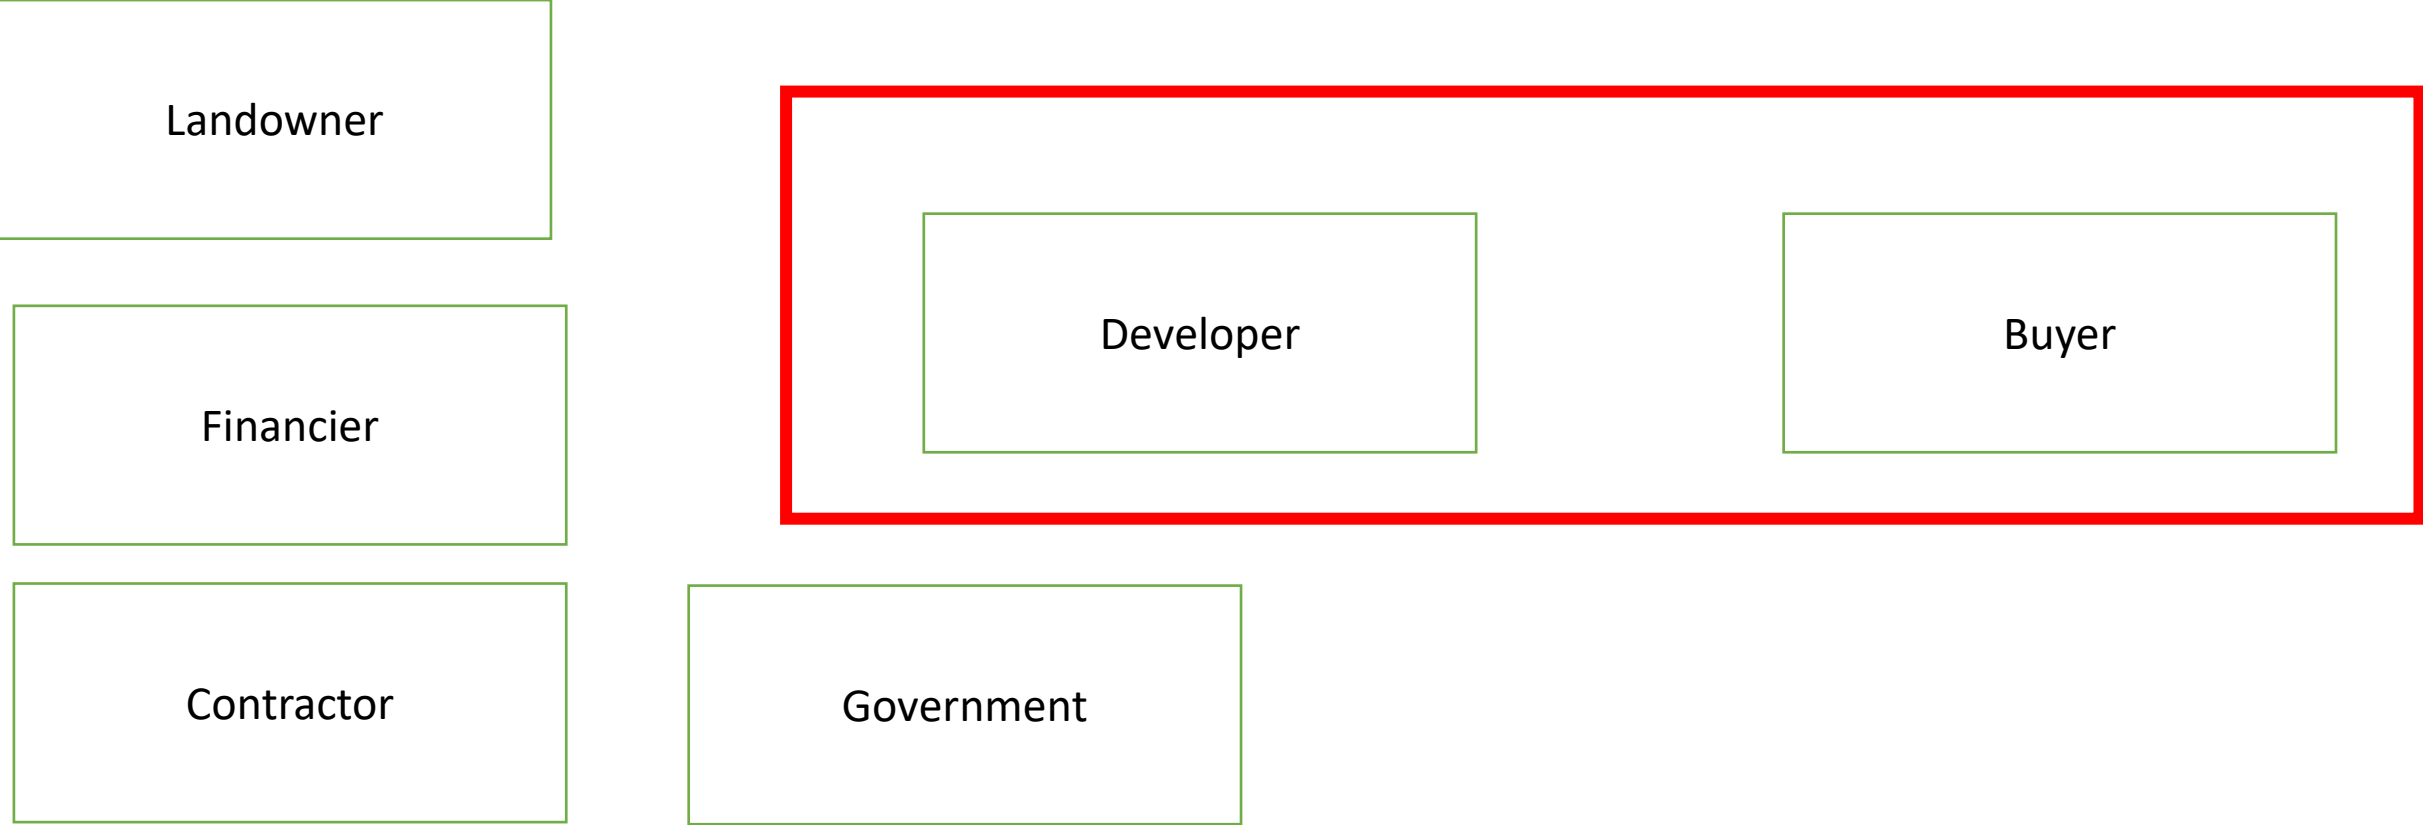 Landowner
Developer
Buyer
Financier
Contractor
Government